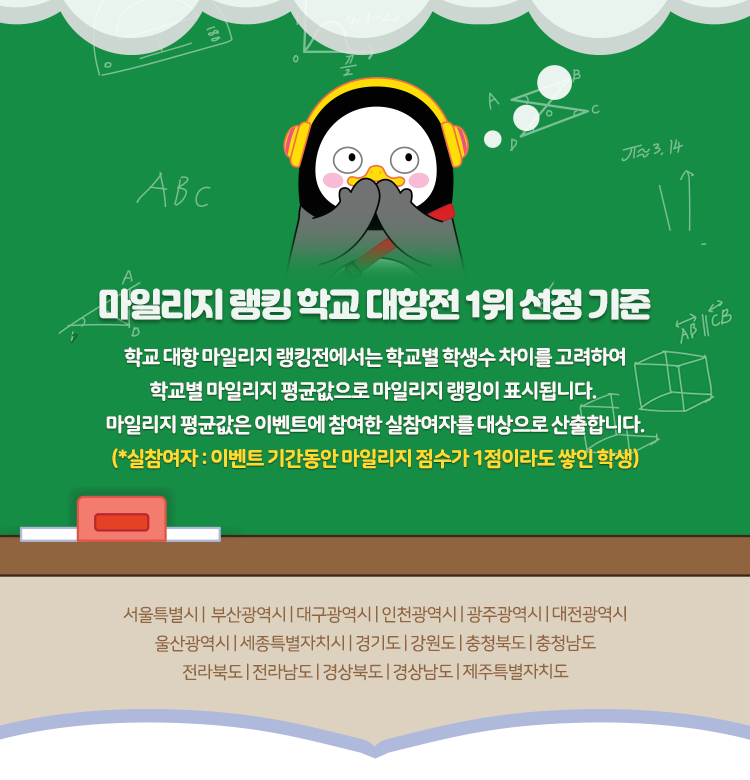 A B C
π/2
0
A B C D
π≈3.14
A B C
A
B
마일리지 랭킹 학교 대항전 1위 선정 기준
AB || CB
학교 대항 마일리지 랭킹전에서는 학교별 학생수 차이를 고려하여
학교별 마일리지 평균값으로 마일리지 랭킹이 표시됩니다.
마일리지 평균값은 이벤트에 참여한 실참여자를 대상으로 산출합니다.
(*실참여자 : 이벤트 기간동안 마일리지 점수가 1점이라도 쌓인 학생)
서울특별시 | 부산광역시 | 대구광역시 | 인천광역시 | 광주광역시 | 대전광역시
울산광역시 | 세종특별자치시 | 경기도 | 강원도 | 충청북도 | 충청남도
전라북도 | 전라남도 | 경상북도 | 경상남도 | 제주특별자치도